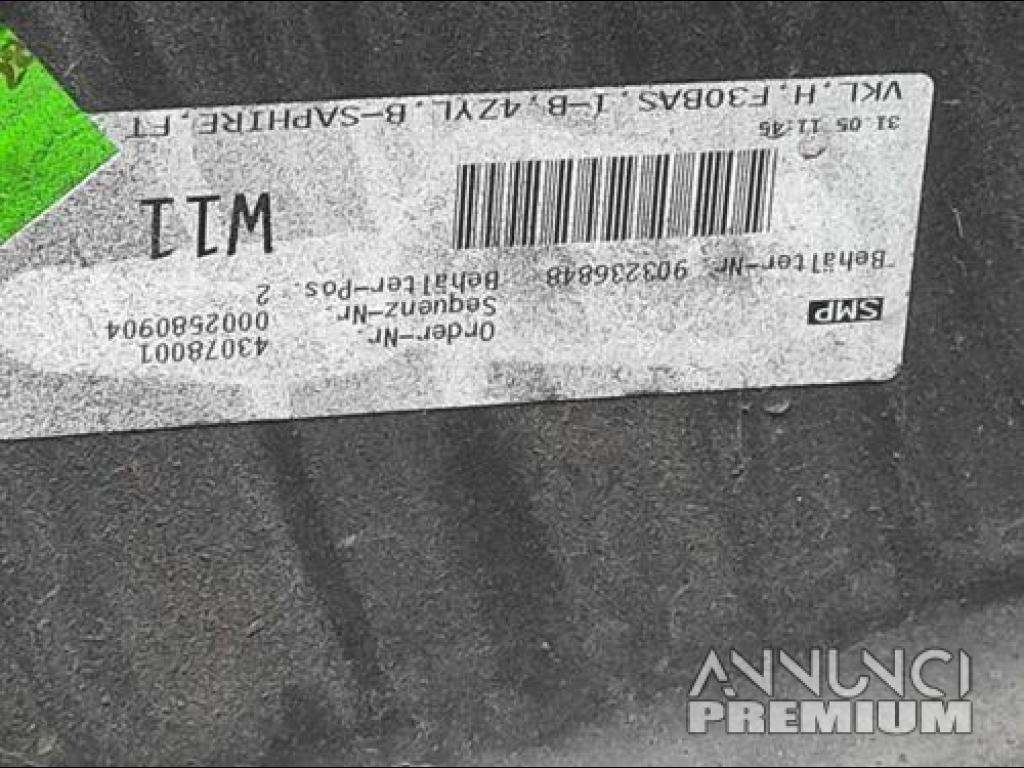 SMP
Order-Nr. 43078001
Sequenz-Nr. 0002580904
Behälter-Pos. 2
Behälter-Nr. 903236848
W11
31.05 11:45
VKL,H,F30BAS,I-B,4ZYL,B-SAPHIRE,FT
ANNUNCI
PREMIUM